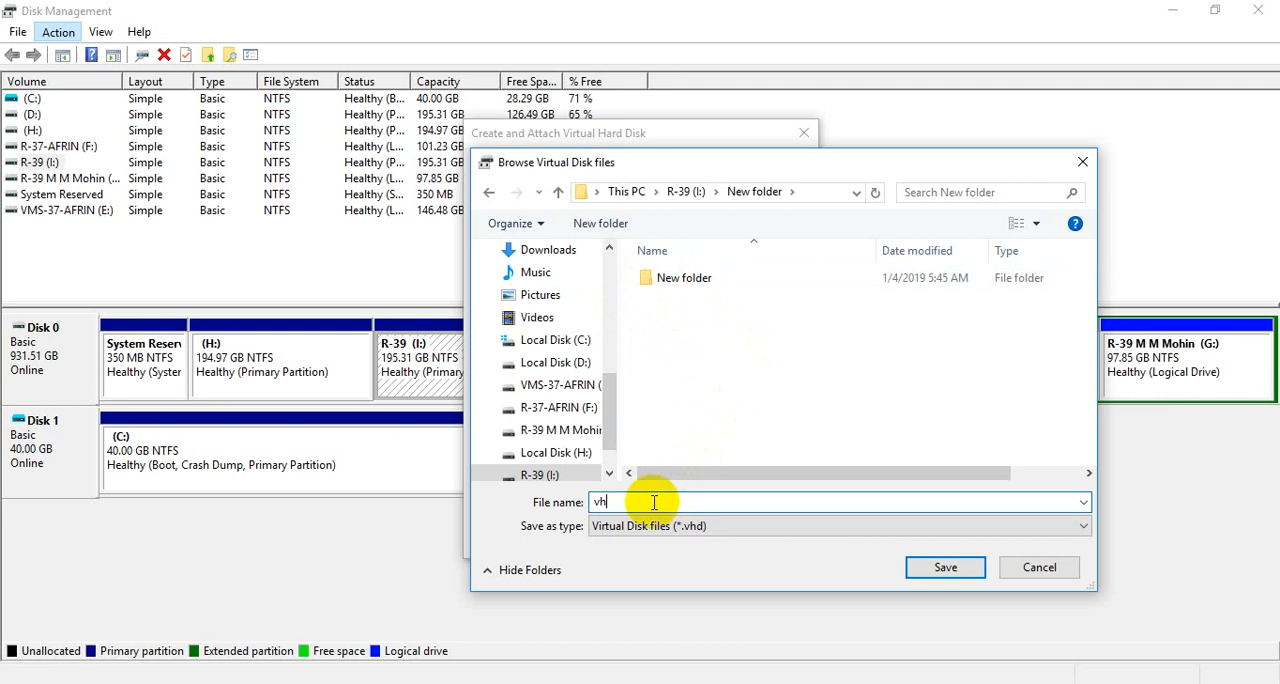 Disk Management
File Action View Help
Volume Layout Type File System Status Capacity Free Spa... % Free
(C:) Simple Basic NTFS Healthy (B... 40.00 GB 28.29 GB 71 %
(D:) Simple Basic NTFS Healthy (P... 195.31 GB 126.49 GB 65 %
(H:) Simple Basic NTFS Healthy (P... 194.97 GB
R-37-AFRIN (F:) Simple Basic NTFS Healthy (L... 101.23 GB
R-39 (I:) Simple Basic NTFS Healthy (P... 195.31 GB
R-39 M M Mohin (... Simple Basic NTFS Healthy (L... 97.85 GB
System Reserved Simple Basic NTFS Healthy (S... 350 MB
VMS-37-AFRIN (E:) Simple Basic NTFS Healthy (L... 146.48 GB
Create and Attach Virtual Hard Disk
Browse Virtual Disk files
This PC R-39 (I:) New folder
Search New folder
Organize New folder
Name Date modified Type
New folder 1/4/2019 5:45 AM File folder
Downloads
Music
Pictures
Videos
Local Disk (C:)
Local Disk (D:)
VMS-37-AFRIN (
R-37-AFRIN (F:)
R-39 M M Mohin
Local Disk (H:)
R-39 (I:)
File name: vh
Save as type: Virtual Disk files (*.vhd)
Hide Folders Save Cancel
Disk 0
Basic
931.51 GB
Online
System Reserv
350 MB NTFS
Healthy (Syster
(H:)
194.97 GB NTFS
Healthy (Primary Partition)
R-39 (I:)
195.31 GB NTFS
Healthy (Primary
R-39 M M Mohin (G:)
97.85 GB NTFS
Healthy (Logical Drive)
Disk 1
Basic
40.00 GB
Online
(C:)
40.00 GB NTFS
Healthy (Boot, Crash Dump, Primary Partition)
Unallocated Primary partition Extended partition Free space Logical drive